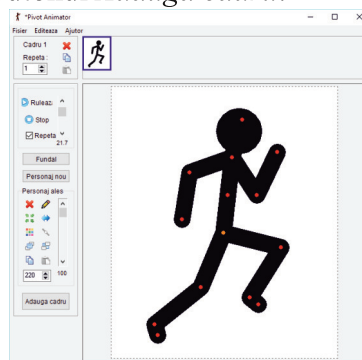 *Pivot Animator
Fisier Editeaza Ajutor
Cadru 1
Repeta :
1
Ruleaza
Stop
Repeta
21.7
Fundal
Personaj nou
Personaj ales
220 100
Adauga cadru